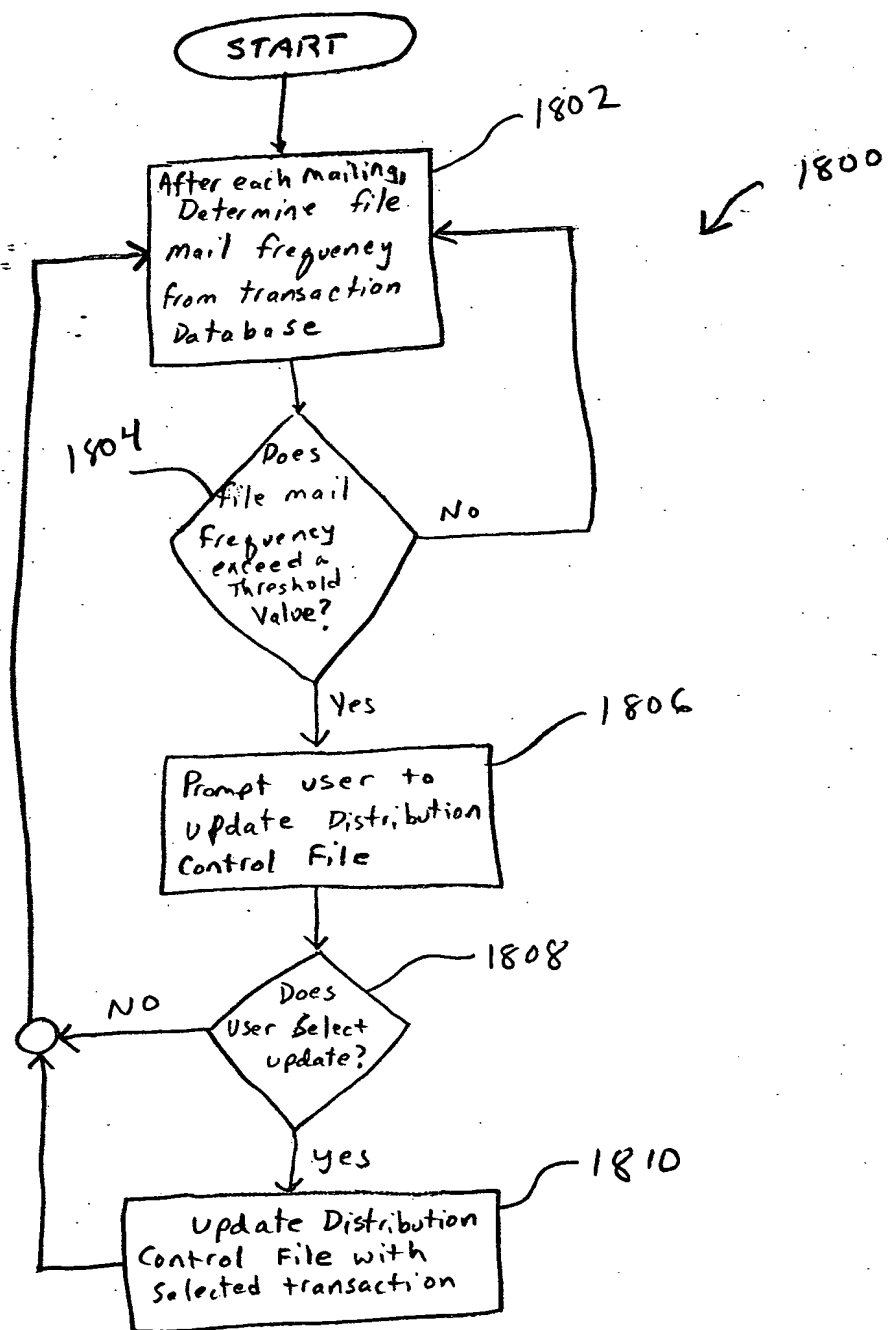 START
1802
1800
After each mailing,
Determine file
mail frequency
from transaction
Database
1804
Does
file mail
frequency
exceed a
Threshold
Value?
NO
Yes
1806
Prompt user to
update Distribution
Control File
1808
Does
User Select
update?
NO
yes
1810
update Distribution
Control File with
Selected transaction